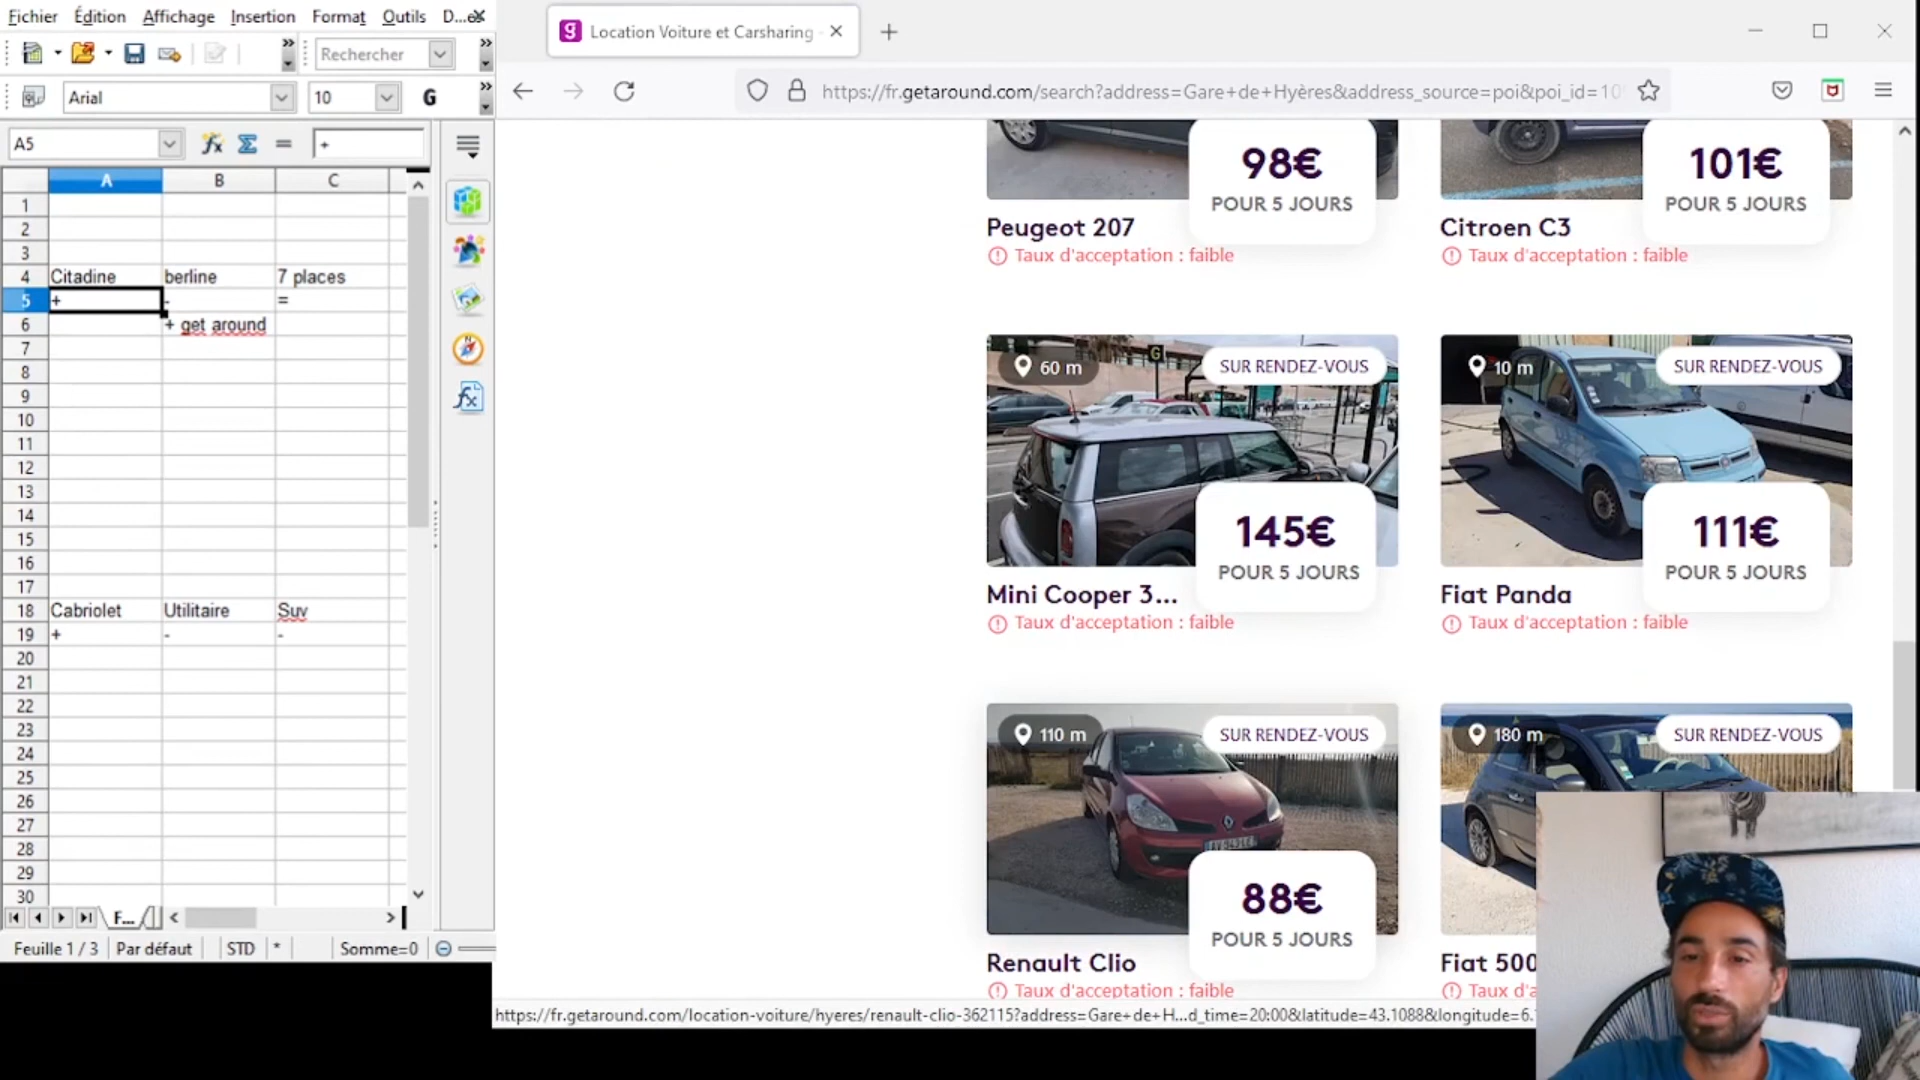 Fichier Édition Affichage Insertion Format Outils D...
Rechercher
Arial 10 G
A5 fx Σ = +
A B C
1
2
3
4 Citadine berline 7 places
5 + - =
6 + get around
7
8
9
10
11
12
13
14
15
16
17
18 Cabriolet Utilitaire Suv
19 + - -
20
21
22
23
24
25
26
27
28
29
30
F...
Feuille 1 / 3 Par défaut STD * Somme=0
Location Voiture et Carsharing
https://fr.getaround.com/search?address=Gare+de+Hyères&address_source=poi&poi_id=10
98€
POUR 5 JOURS
Peugeot 207
Taux d'acceptation : faible
101€
POUR 5 JOURS
Citroen C3
Taux d'acceptation : faible
60 m
SUR RENDEZ-VOUS
145€
POUR 5 JOURS
Mini Cooper 3...
Taux d'acceptation : faible
10 m
SUR RENDEZ-VOUS
111€
POUR 5 JOURS
Fiat Panda
Taux d'acceptation : faible
110 m
SUR RENDEZ-VOUS
88€
POUR 5 JOURS
Renault Clio
Taux d'acceptation : faible
180 m
SUR RENDEZ-VOUS
Fiat 500
Taux d'a
https://fr.getaround.com/location-voiture/hyeres/renault-clio-362115?address=Gare+de+H...d_time=20:00&latitude=43.1088&longitude=6.